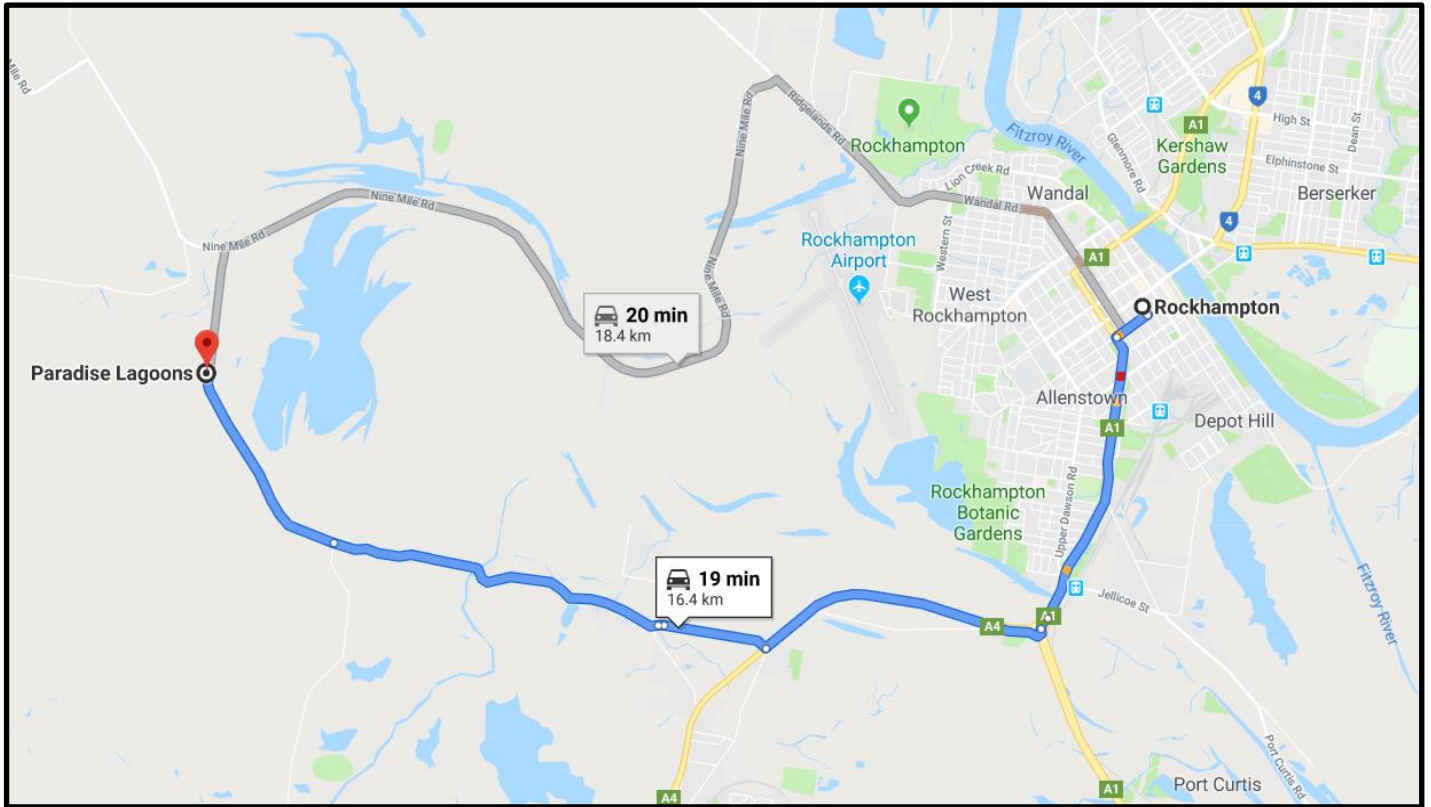 Mile Rd
4
High St
Dean St
A1
Kershaw
Gardens
Fitzroy River
Glenmore Rd
Elphinstone St
Berserker
Nine Mile Rd
Ridgelands Rd
Rockhampton
Lion Creek Rd
Wandal
Wandal Rd
Nine Mile Rd
Western St
4
Nine Mile Rd
Rockhampton
Airport
A1
Nine Mile Rd
West
Rockhampton
Rockhampton
20 min
18.4 km
Paradise Lagoons
Allenstown
Depot Hill
A1
Upper Dawson Rd
Rockhampton
Botanic
Gardens
19 min
16.4 km
Jellicoe St
Fitzroy River
A1
A4
Port Curtis Rd
Port Curtis
A1
A4